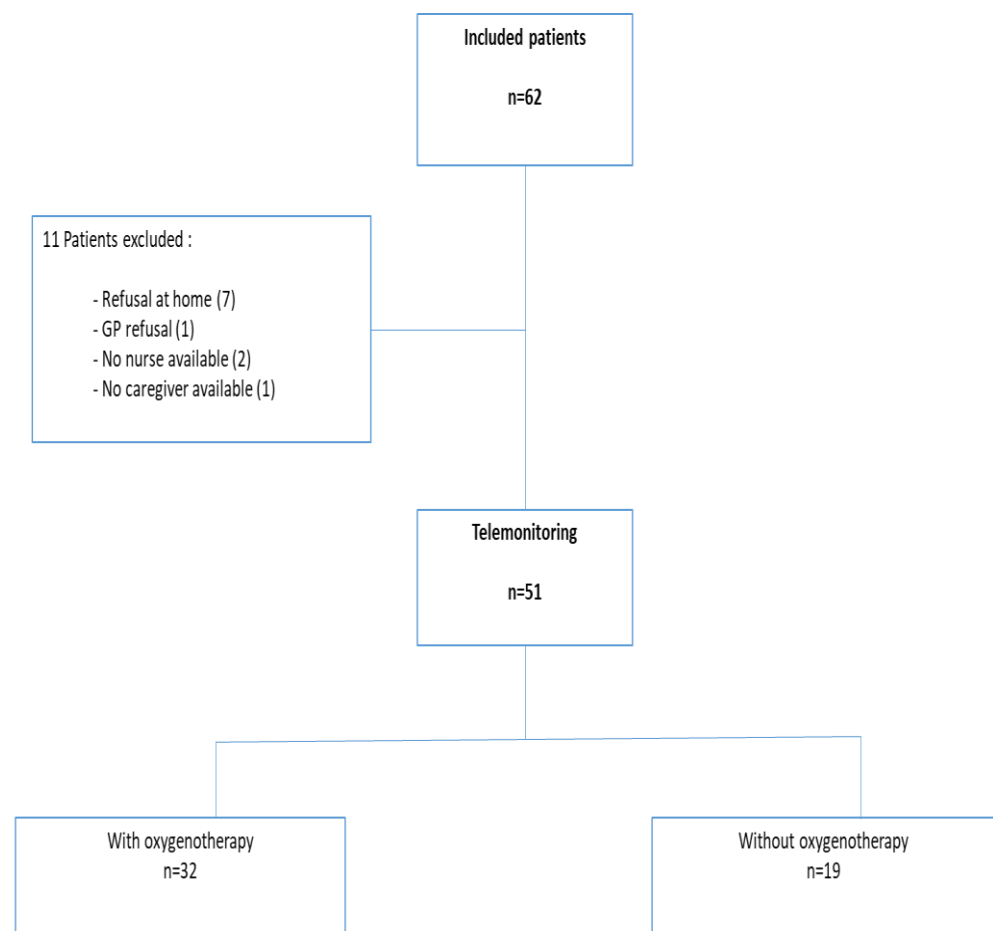 Included patients
n=62
11 Patients excluded :
- Refusal at home (7)
- GP refusal (1)
- No nurse available (2)
- No caregiver available (1)
Telemonitoring
n=51
With oxygenotherapy
n=32
Without oxygenotherapy
n=19